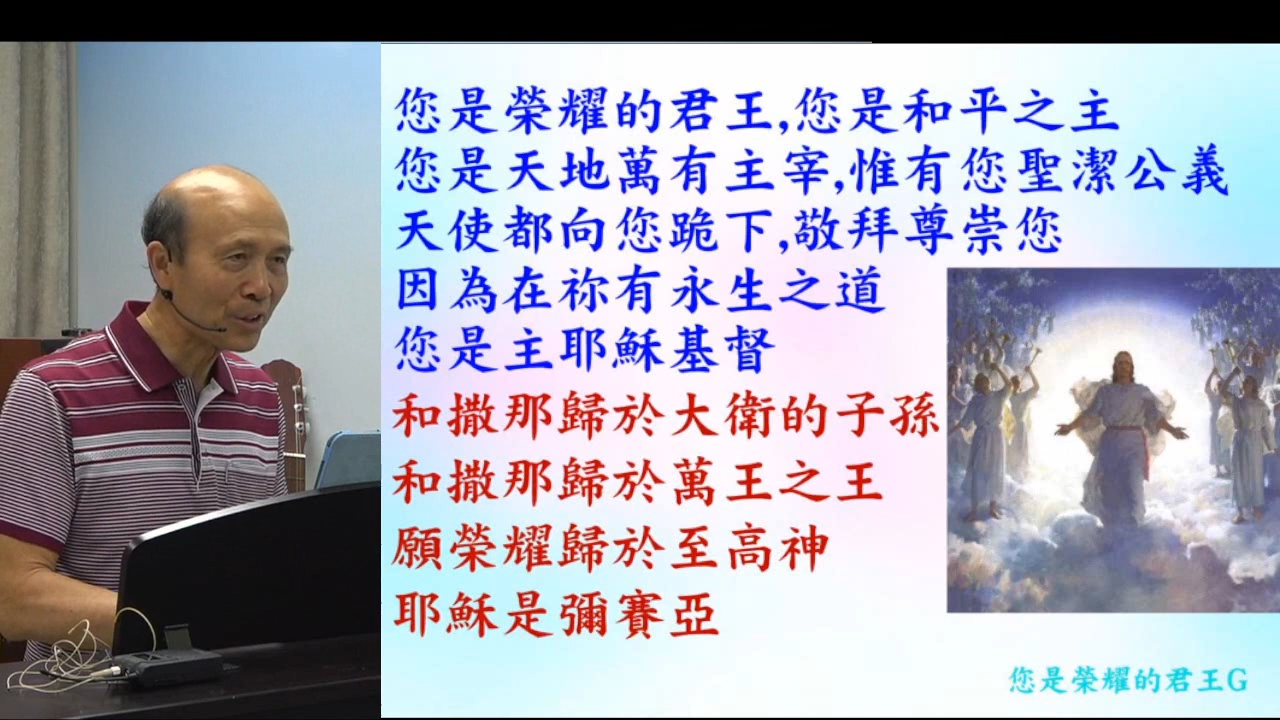 您是榮耀的君王,您是和平之主
您是天地萬有主宰,惟有您聖潔公義
天使都向您跪下,敬拜尊崇您
因為在祢有永生之道
您是主耶穌基督
和撒那歸於大衛的子孫
和撒那歸於萬王之王
願榮耀歸於至高神
耶穌是彌賽亞
您是榮耀的君王G